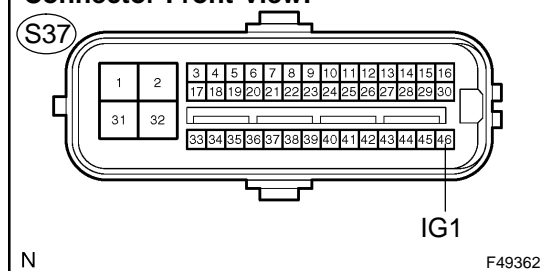 Connector Front View:
S37
1 2 3 4 5 6 7 8 9 10 11 12 13 14 15 16
17 18 19 20 21 22 23 24 25 26 27 28 29 30
31 32
33 34 35 36 37 38 39 40 41 42 43 44 45 46
IG1
N F49362